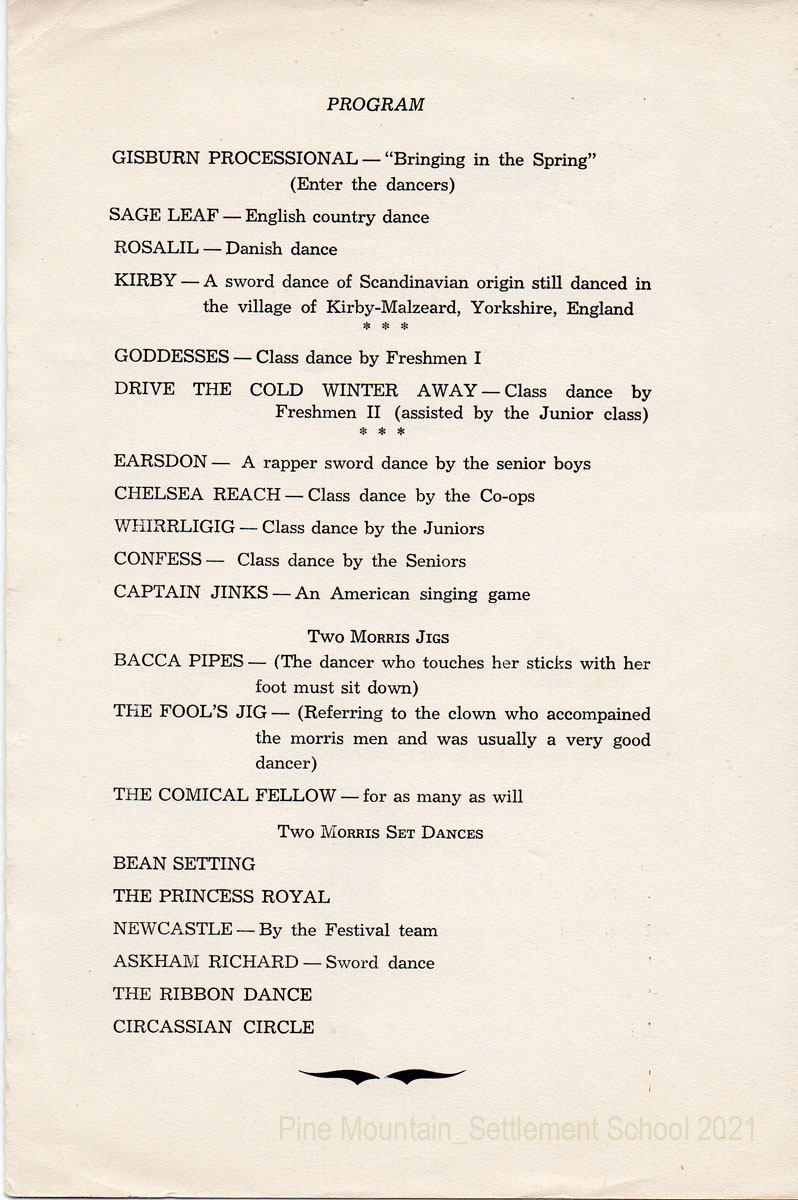 PROGRAM
GISBURN PROCESSIONAL — “Bringing in the Spring”
(Enter the dancers)
SAGE LEAF — English country dance
ROSALIL — Danish dance
KIRBY — A sword dance of Scandinavian origin still danced in
the village of Kirby-Malzeard, Yorkshire, England
* * *
GODDESSES — Class dance by Freshmen I
DRIVE THE COLD WINTER AWAY — Class dance by
Freshmen II (assisted by the Junior class)
* * *
EARSDON — A rapper sword dance by the senior boys
CHELSEA REACH — Class dance by the Co-ops
WHIRRLIGIG — Class dance by the Juniors
CONFESS — Class dance by the Seniors
CAPTAIN JINKS — An American singing game
Two Morris Jigs
BACCA PIPES — (The dancer who touches her sticks with her
foot must sit down)
THE FOOL’S JIG — (Referring to the clown who accompained
the morris men and was usually a very good
dancer)
THE COMICAL FELLOW — for as many as will
Two Morris Set Dances
BEAN SETTING
THE PRINCESS ROYAL
NEWCASTLE — By the Festival team
ASKHAM RICHARD — Sword dance
THE RIBBON DANCE
CIRCASSIAN CIRCLE
Pine Mountain_Settlement School 2021